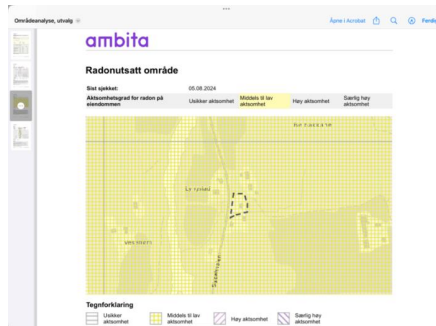 Områdeanalyse, utvalg
Åpne i Acrobat
Ferdig
ambita
Radonutsatt område
Sist sjekket: 05.08.2024
Aktsomhetsgrad for radon på eiendommen
Usikker aktsomhet
Middels til lav aktsomhet
Høy aktsomhet
Særlig høy aktsomhet
Tegnforklaring
Usikker aktsomhet
Middels til lav aktsomhet
Høy aktsomhet
Særlig høy aktsomhet